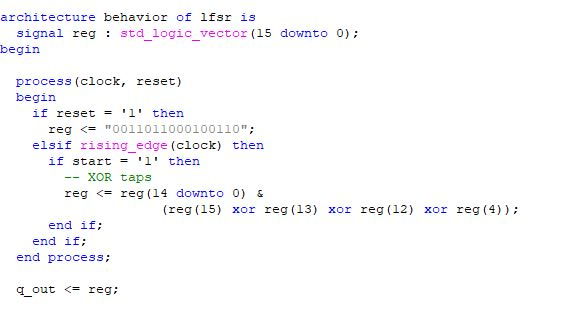 architecture behavior of lfsr is
signal reg : std_logic_vector(15 downto 0);
begin
process(clock, reset)
begin
if reset = '1' then
reg <= "0011011000100110";
elsif rising_edge(clock) then
if start = '1' then
-- XOR taps
reg <= reg(14 downto 0) &
(reg(15) xor reg(13) xor reg(12) xor reg(4));
end if;
end if;
end process;
q_out <= reg;